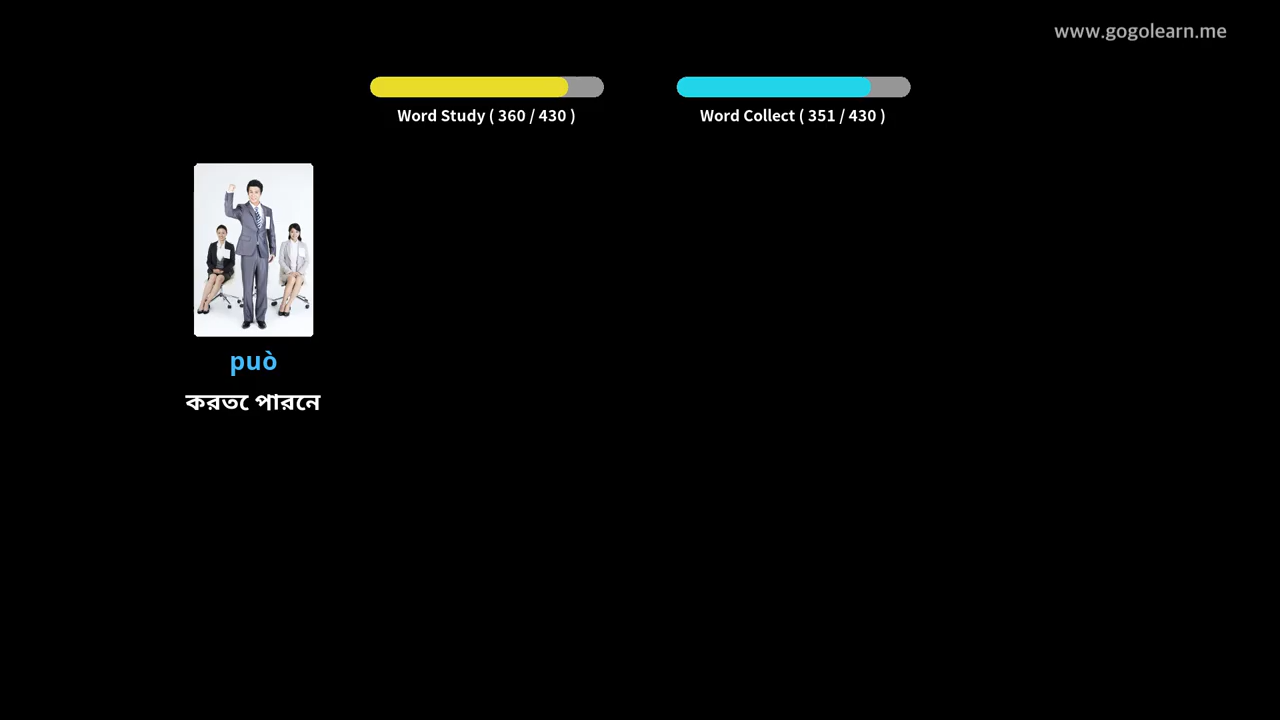 www.gogolearn.me
Word Study ( 360 / 430 )
Word Collect ( 351 / 430 )
può
করতে পারেন